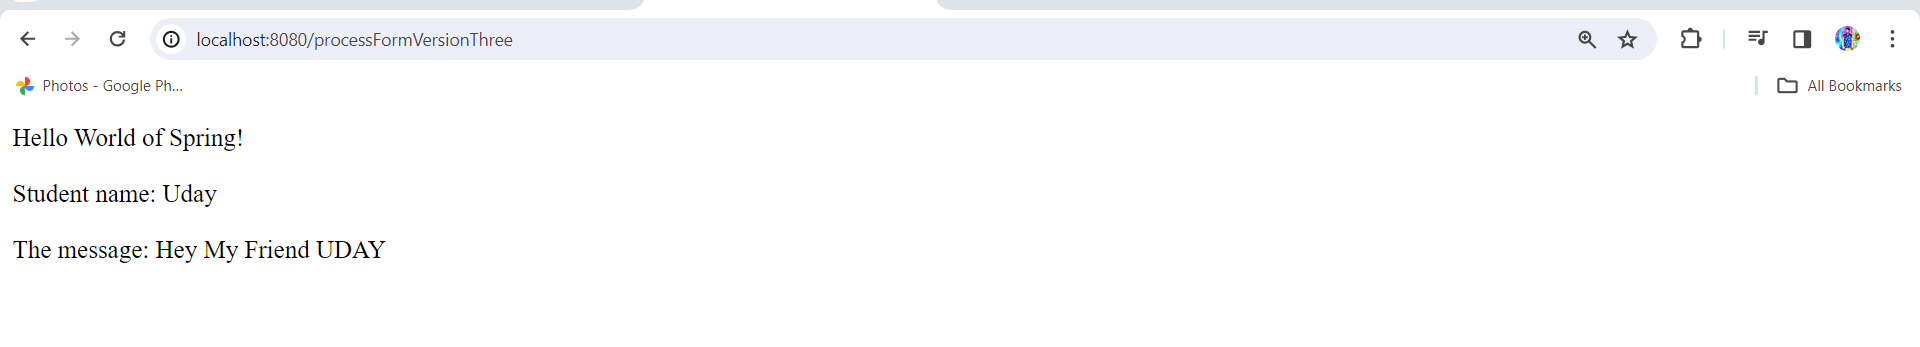 localhost:8080/processFormVersionThree
Photos - Google Ph...
All Bookmarks
Hello World of Spring!
Student name: Uday
The message: Hey My Friend UDAY